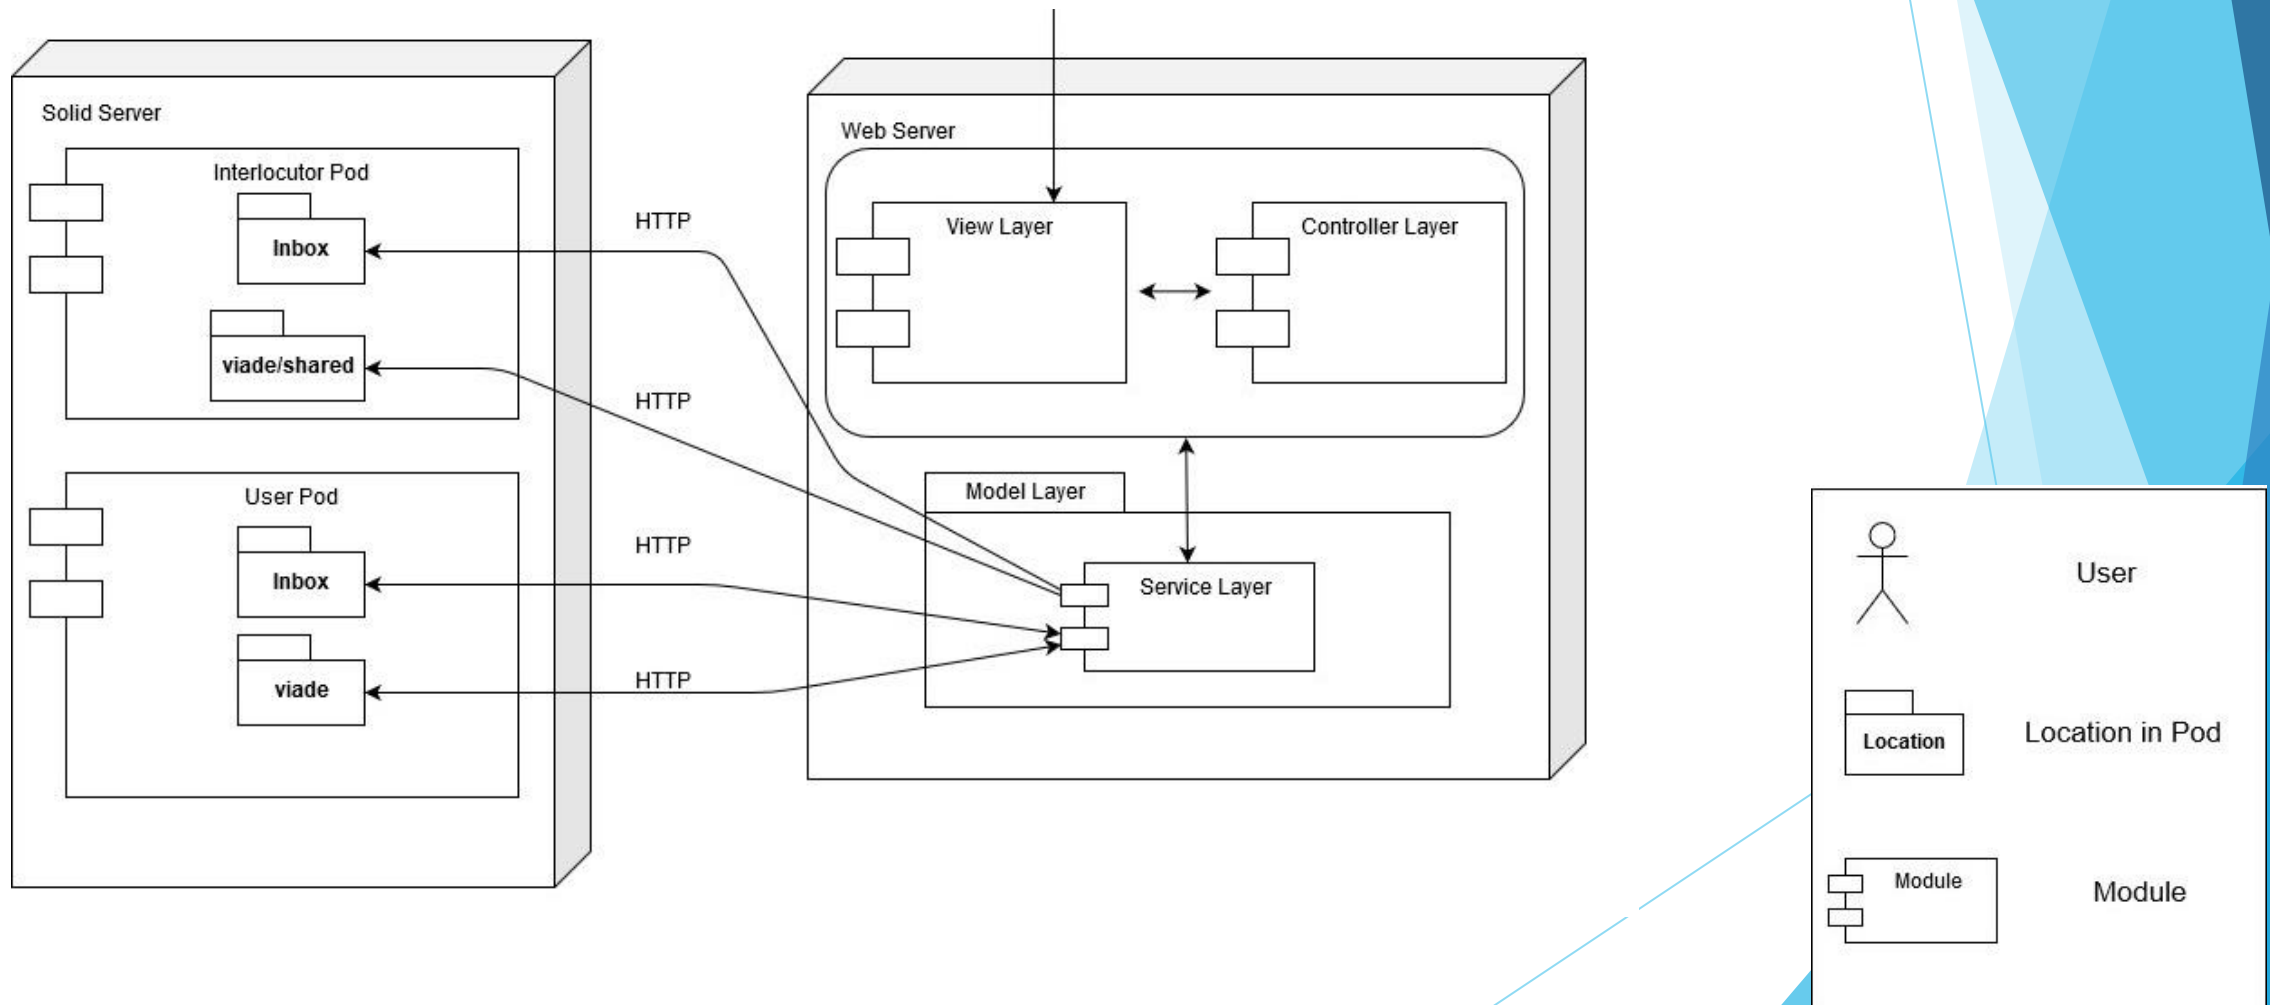 Solid Server
Interlocutor Pod
Inbox
viade/shared
User Pod
Inbox
viade
HTTP
HTTP
HTTP
HTTP
Web Server
View Layer
Controller Layer
Model Layer
Service Layer
User
Location
Location in Pod
Module
Module